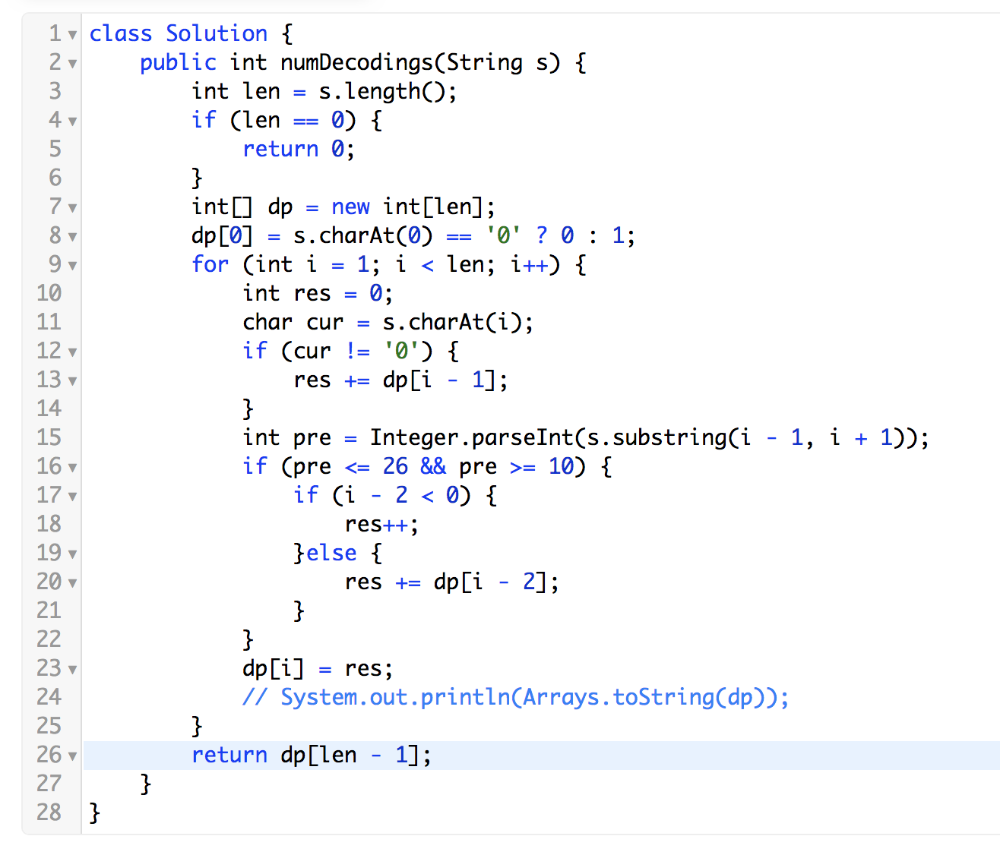 1 class Solution {
2     public int numDecodings(String s) {
3         int len = s.length();
4         if (len == 0) {
5             return 0;
6         }
7         int[] dp = new int[len];
8         dp[0] = s.charAt(0) == '0' ? 0 : 1;
9         for (int i = 1; i < len; i++) {
10             int res = 0;
11             char cur = s.charAt(i);
12             if (cur != '0') {
13                 res += dp[i - 1];
14             }
15             int pre = Integer.parseInt(s.substring(i - 1, i + 1));
16             if (pre <= 26 && pre >= 10) {
17                 if (i - 2 < 0) {
18                     res++;
19                 }else {
20                     res += dp[i - 2];
21                 }
22             }
23             dp[i] = res;
24             // System.out.println(Arrays.toString(dp));
25         }
26         return dp[len - 1];
27     }
28 }